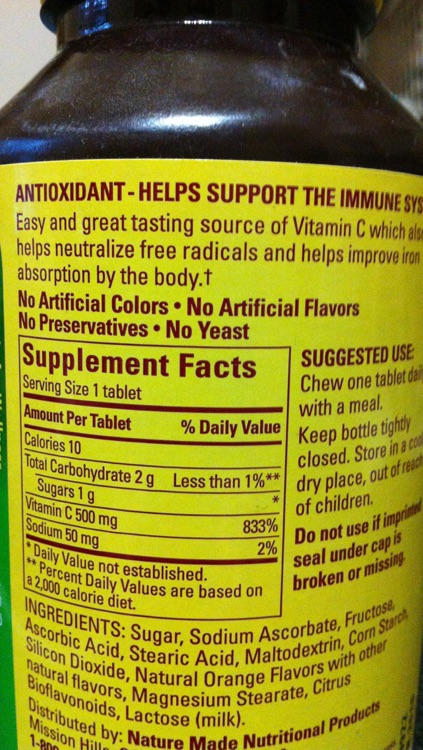 ANTIOXIDANT - HELPS SUPPORT THE IMMUNE SYS
Easy and great tasting source of Vitamin C which als
helps neutralize free radicals and helps improve iron
absorption by the body.†
No Artificial Colors • No Artificial Flavors
No Preservatives • No Yeast
Supplement Facts
Serving Size 1 tablet
Amount Per Tablet % Daily Value
Calories 10
Total Carbohydrate 2 g Less than 1%**
Sugars 1 g *
Vitamin C 500 mg 833%
Sodium 50 mg 2%
* Daily Value not established.
** Percent Daily Values are based on
a 2,000 calorie diet.
SUGGESTED USE:
Chew one tablet dail
with a meal.
Keep bottle tightly
closed. Store in a cool
dry place, out of reach
of children.
Do not use if imprinted
seal under cap is
broken or missing.
INGREDIENTS: Sugar, Sodium Ascorbate, Fructose,
Ascorbic Acid, Stearic Acid, Maltodextrin, Corn Starch,
Silicon Dioxide, Natural Orange Flavors with other
natural flavors, Magnesium Stearate, Citrus
Bioflavonoids, Lactose (milk).
Distributed by: Nature Made Nutritional Products
Mission Hills,
1-800